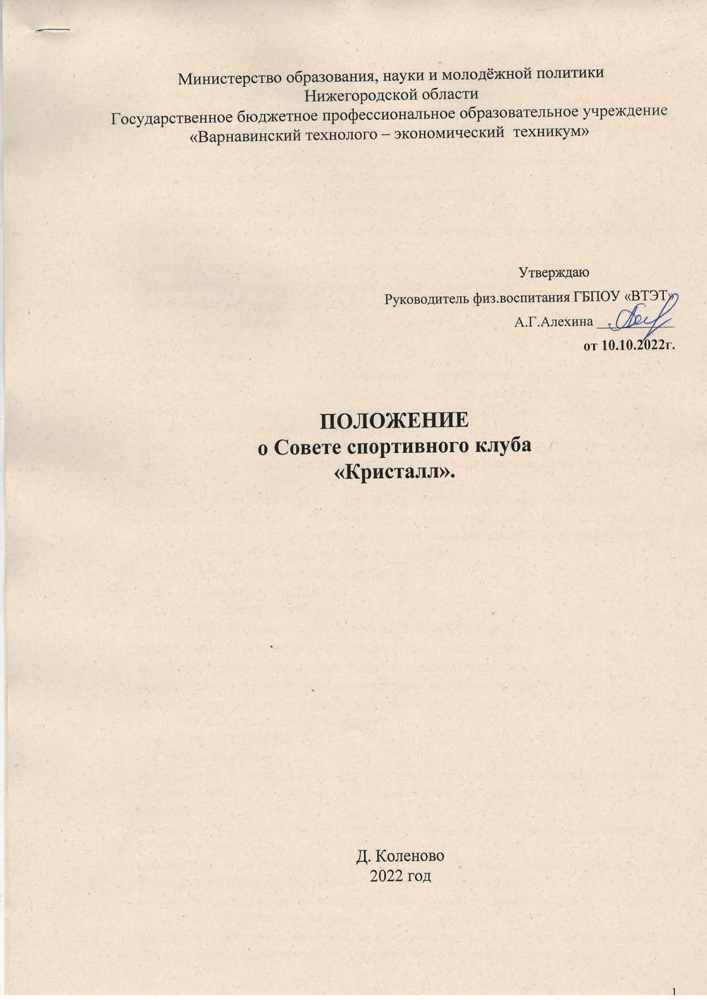 Министерство образования, науки и молодёжной политики
Нижегородской области
Государственное бюджетное профессиональное образовательное учреждение
«Варнавинский технолого – экономический  техникум»
Утверждаю
Руководитель физ.воспитания ГБПОУ «ВТЭТ»
А.Г.Алехина ___________
от 10.10.2022г.
ПОЛОЖЕНИЕ
о Совете спортивного клуба
«Кристалл».
Д. Коленово
2022 год
1